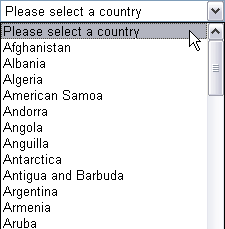 Please select a country
Please select a country
Afghanistan
Albania
Algeria
American Samoa
Andorra
Angola
Anguilla
Antarctica
Antigua and Barbuda
Argentina
Armenia
Aruba